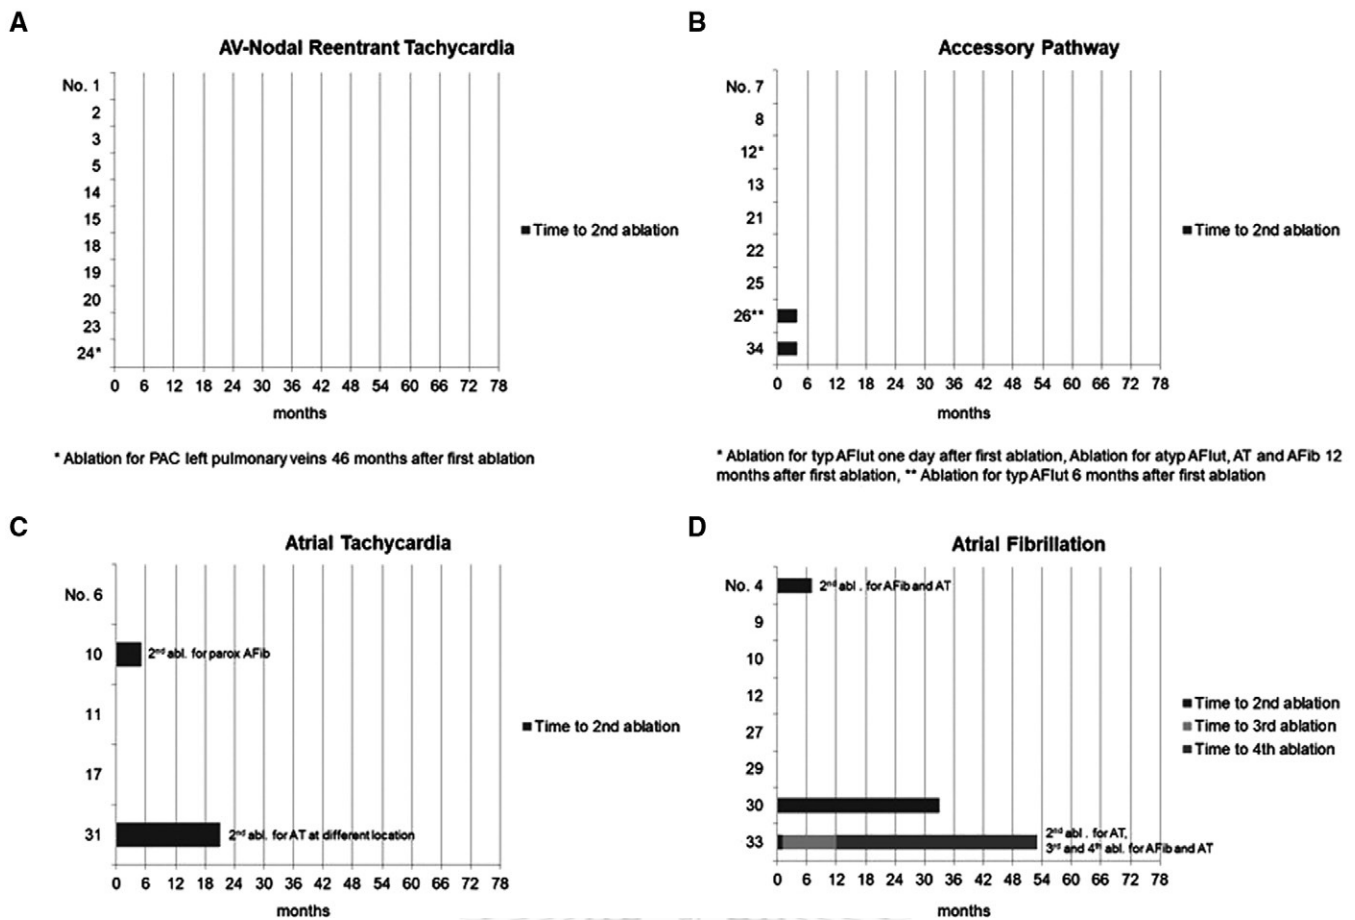 A
AV-Nodal Reentrant Tachycardia
No. 1
2
3
5
14
15
18
19
20
23
24*
0 6 12 18 24 30 36 42 48 54 60 66 72 78
months
■ Time to 2nd ablation
* Ablation for PAC left pulmonary veins 46 months after first ablation
B
Accessory Pathway
No. 7
8
12*
13
21
22
25
26**
34
0 6 12 18 24 30 36 42 48 54 60 66 72 78
months
■ Time to 2nd ablation
* Ablation for typ AFlut one day after first ablation, Ablation for atyp AFlut, AT and AFib 12
months after first ablation, ** Ablation for typ AFlut 6 months after first ablation
C
Atrial Tachycardia
No. 6
10
2nd abl. for parox AFib
11
17
31
2nd abl. for AT at different location
0 6 12 18 24 30 36 42 48 54 60 66 72 78
months
■ Time to 2nd ablation
D
Atrial Fibrillation
No. 4
2nd abl . for AFib and AT
9
10
12
27
29
30
33
2nd abl . for AT,
3rd and 4th abl. for AFib and AT
0 6 12 18 24 30 36 42 48 54 60 66 72 78
months
■ Time to 2nd ablation
■ Time to 3rd ablation
■ Time to 4th ablation